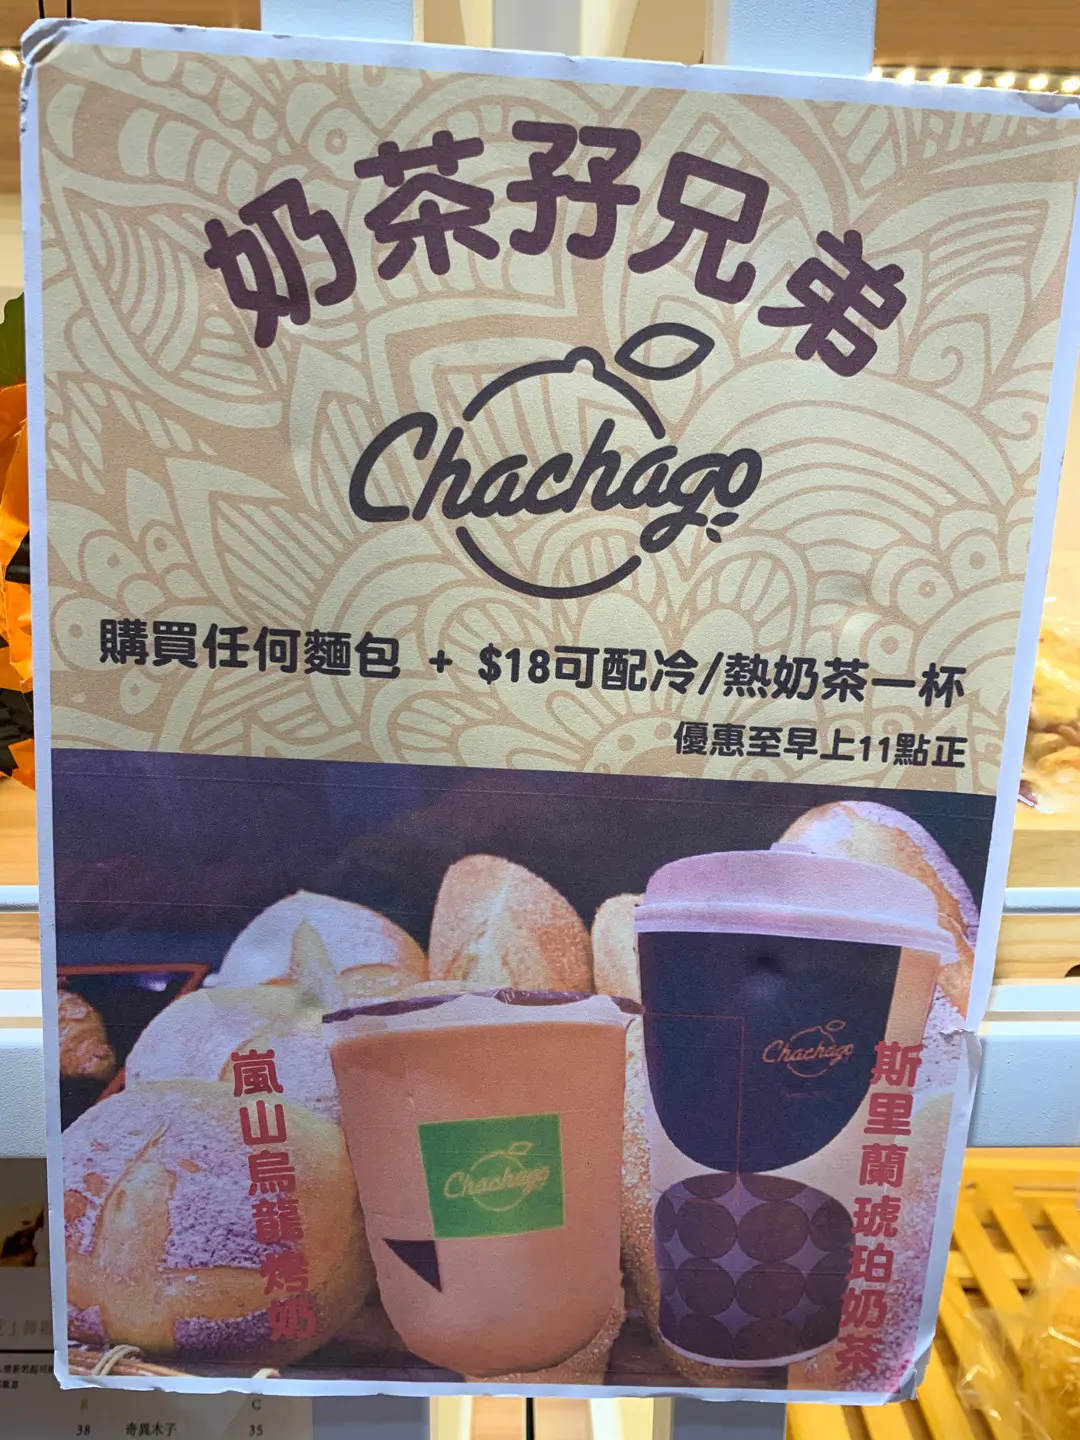 奶茶孖兄弟
Chachago
購買任何麵包 + $18可配冷/熱奶茶一杯
優惠至早上11點正
Chachago
斯里蘭琥珀奶茶
嵐山烏龍烤奶
Chachago
R C
38 奇異木子 35